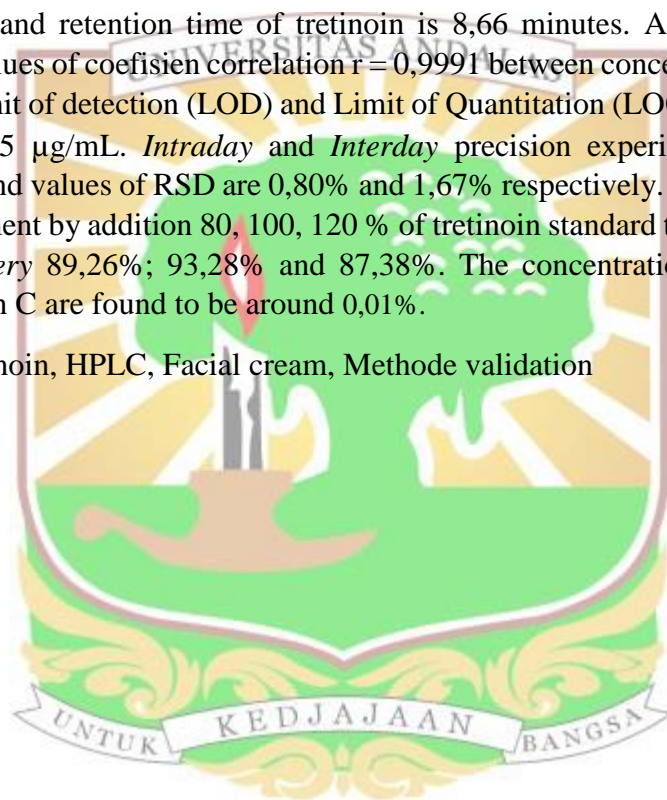 and retention time of tretinoin is 8,66 minutes. A
UNIVERSITAS ANDALAS
lues of coefisien correlation r = 0,9991 between conce
it of detection (LOD) and Limit of Quantitation (LO
5 µg/mL. Intraday and Interday precision experi
nd values of RSD are 0,80% and 1,67% respectively.
ment by addition 80, 100, 120 % of tretinoin standard t
ery 89,26%; 93,28% and 87,38%. The concentratio
n C are found to be around 0,01%.
noin, HPLC, Facial cream, Methode validation
UNTUK KEDJAJAAN BANGSA